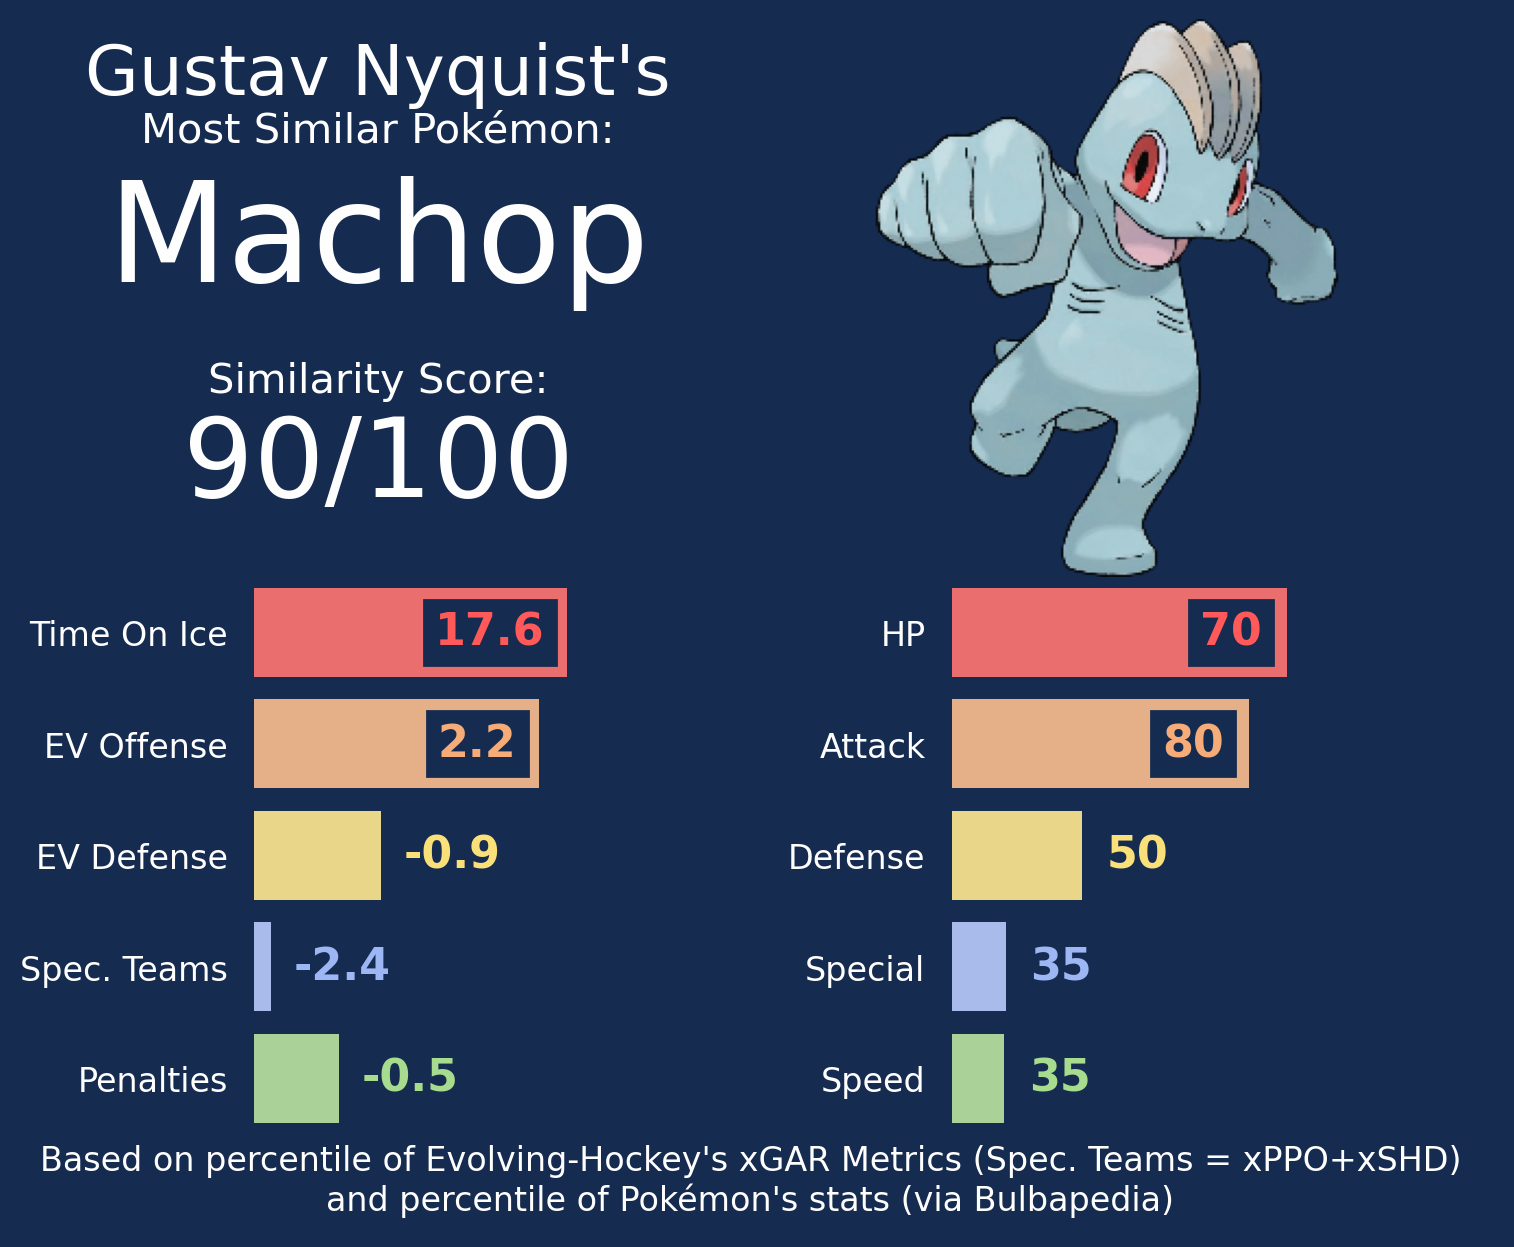 Gustav Nyquist's
Most Similar Pokémon:
Machop
Similarity Score:
90/100
Time On Ice 17.6
EV Offense 2.2
EV Defense -0.9
Spec. Teams -2.4
Penalties -0.5
HP 70
Attack 80
Defense 50
Special 35
Speed 35
Based on percentile of Evolving-Hockey's xGAR Metrics (Spec. Teams = xPPO+xSHD)
and percentile of Pokémon's stats (via Bulbapedia)